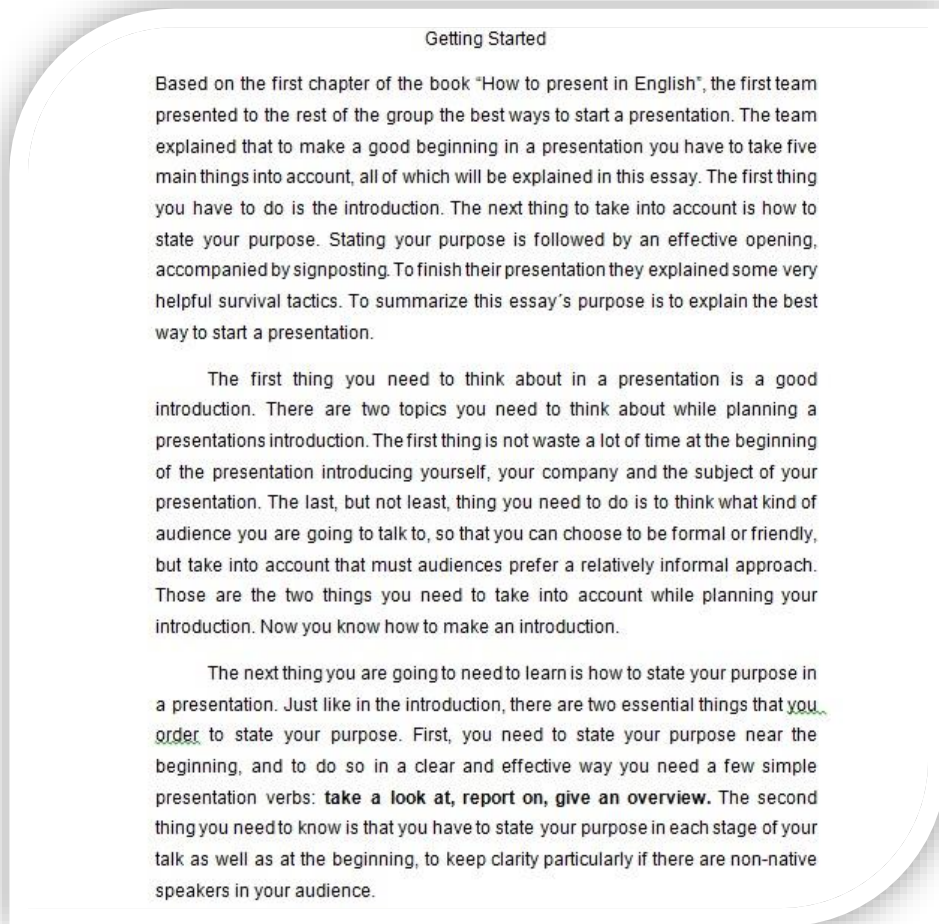 Getting Started
Based on the first chapter of the book “How to present in English”, the first team
presented to the rest of the group the best ways to start a presentation. The team
explained that to make a good beginning in a presentation you have to take five
main things into account, all of which will be explained in this essay. The first thing
you have to do is the introduction. The next thing to take into account is how to
state your purpose. Stating your purpose is followed by an effective opening,
accompanied by signposting. To finish their presentation they explained some very
helpful survival tactics. To summarize this essay´s purpose is to explain the best
way to start a presentation.
The first thing you need to think about in a presentation is a good
introduction. There are two topics you need to think about while planning a
presentations introduction. The first thing is not waste a lot of time at the beginning
of the presentation introducing yourself, your company and the subject of your
presentation. The last, but not least, thing you need to do is to think what kind of
audience you are going to talk to, so that you can choose to be formal or friendly,
but take into account that must audiences prefer a relatively informal approach.
Those are the two things you need to take into account while planning your
introduction. Now you know how to make an introduction.
The next thing you are going to need to learn is how to state your purpose in
a presentation. Just like in the introduction, there are two essential things that you
order to state your purpose. First, you need to state your purpose near the
beginning, and to do so in a clear and effective way you need a few simple
presentation verbs: take a look at, report on, give an overview. The second
thing you need to know is that you have to state your purpose in each stage of your
talk as well as at the beginning, to keep clarity particularly if there are non-native
speakers in your audience.